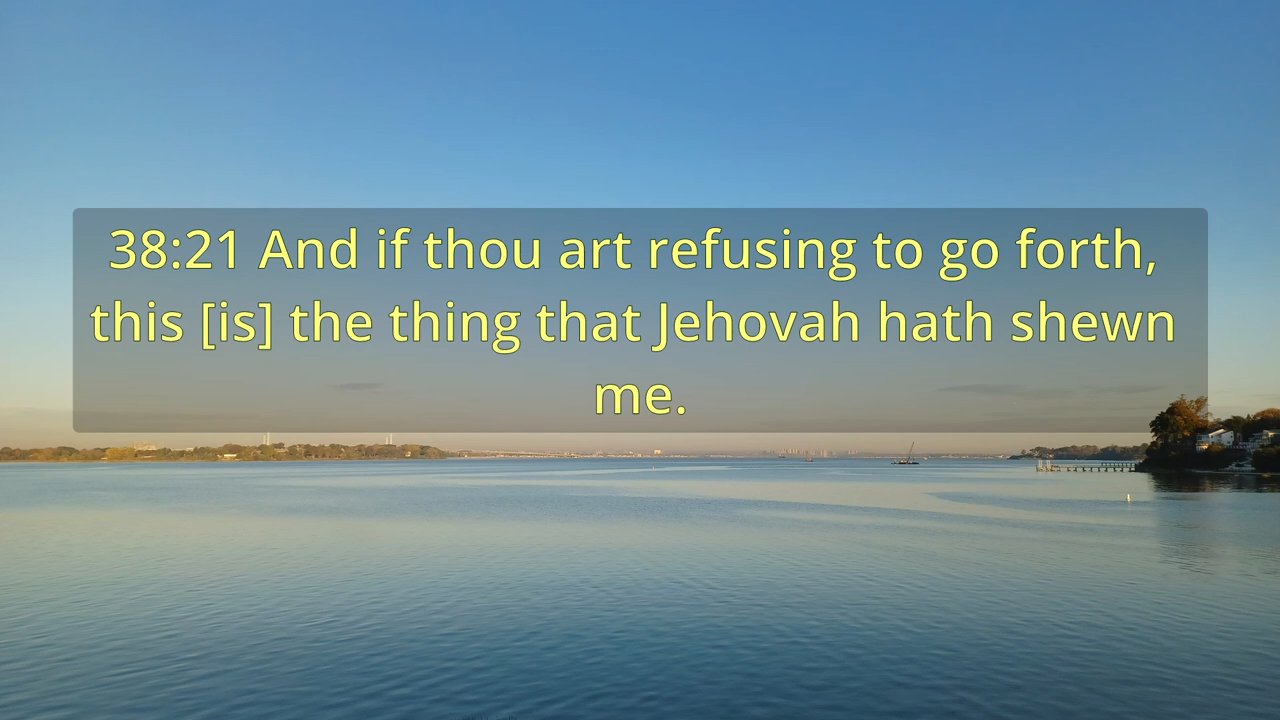 38:21 And if thou art refusing to go forth,
this [is] the thing that Jehovah hath shewn
me.